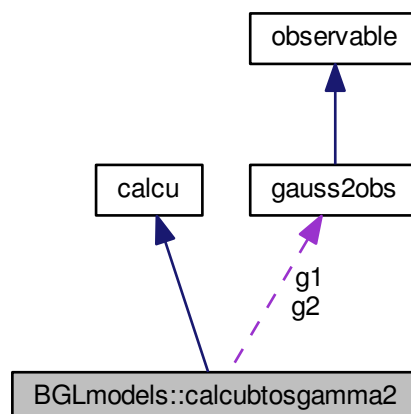 observable
calcu
gauss2obs
g1
g2
BGLmodels::calcubtosgamma2